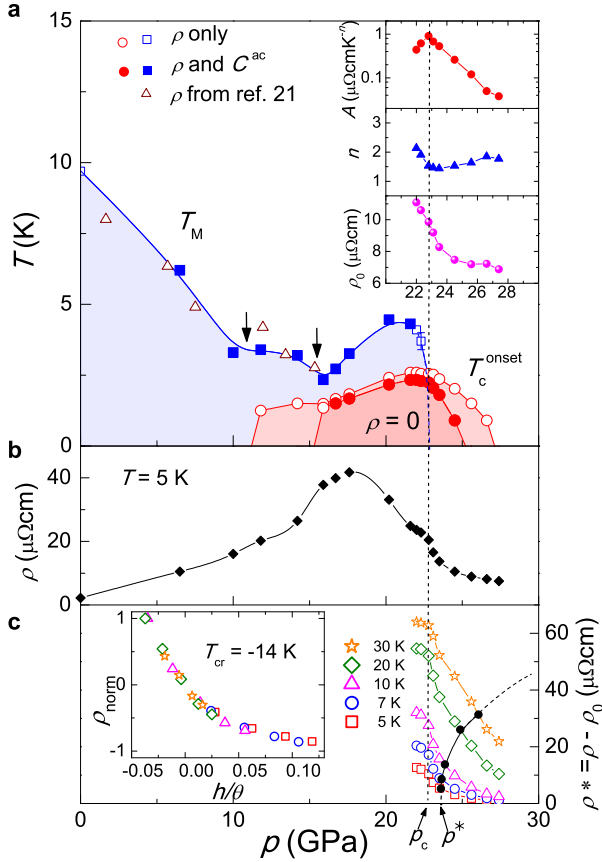 a
15
10
5
0
T(K)
ρ only
ρ and C^ac
ρ from ref. 21
T_M
T_c^onset
ρ = 0
A (μΩcmK⁻ⁿ)
1
0.1
n
3
2
1
ρ₀ (μΩcm)
10
8
6
22 24 26 28
b
T = 5 K
ρ (μΩcm)
40
20
0
c
T_cr = -14 K
ρ_norm
1
0
-1
-0.05 0.00 0.05 0.10
h/θ
30 K
20 K
10 K
7 K
5 K
60
40
20
0
ρ* = ρ - ρ₀ (μΩcm)
0 10 20 30
p_c p*
p (GPa)